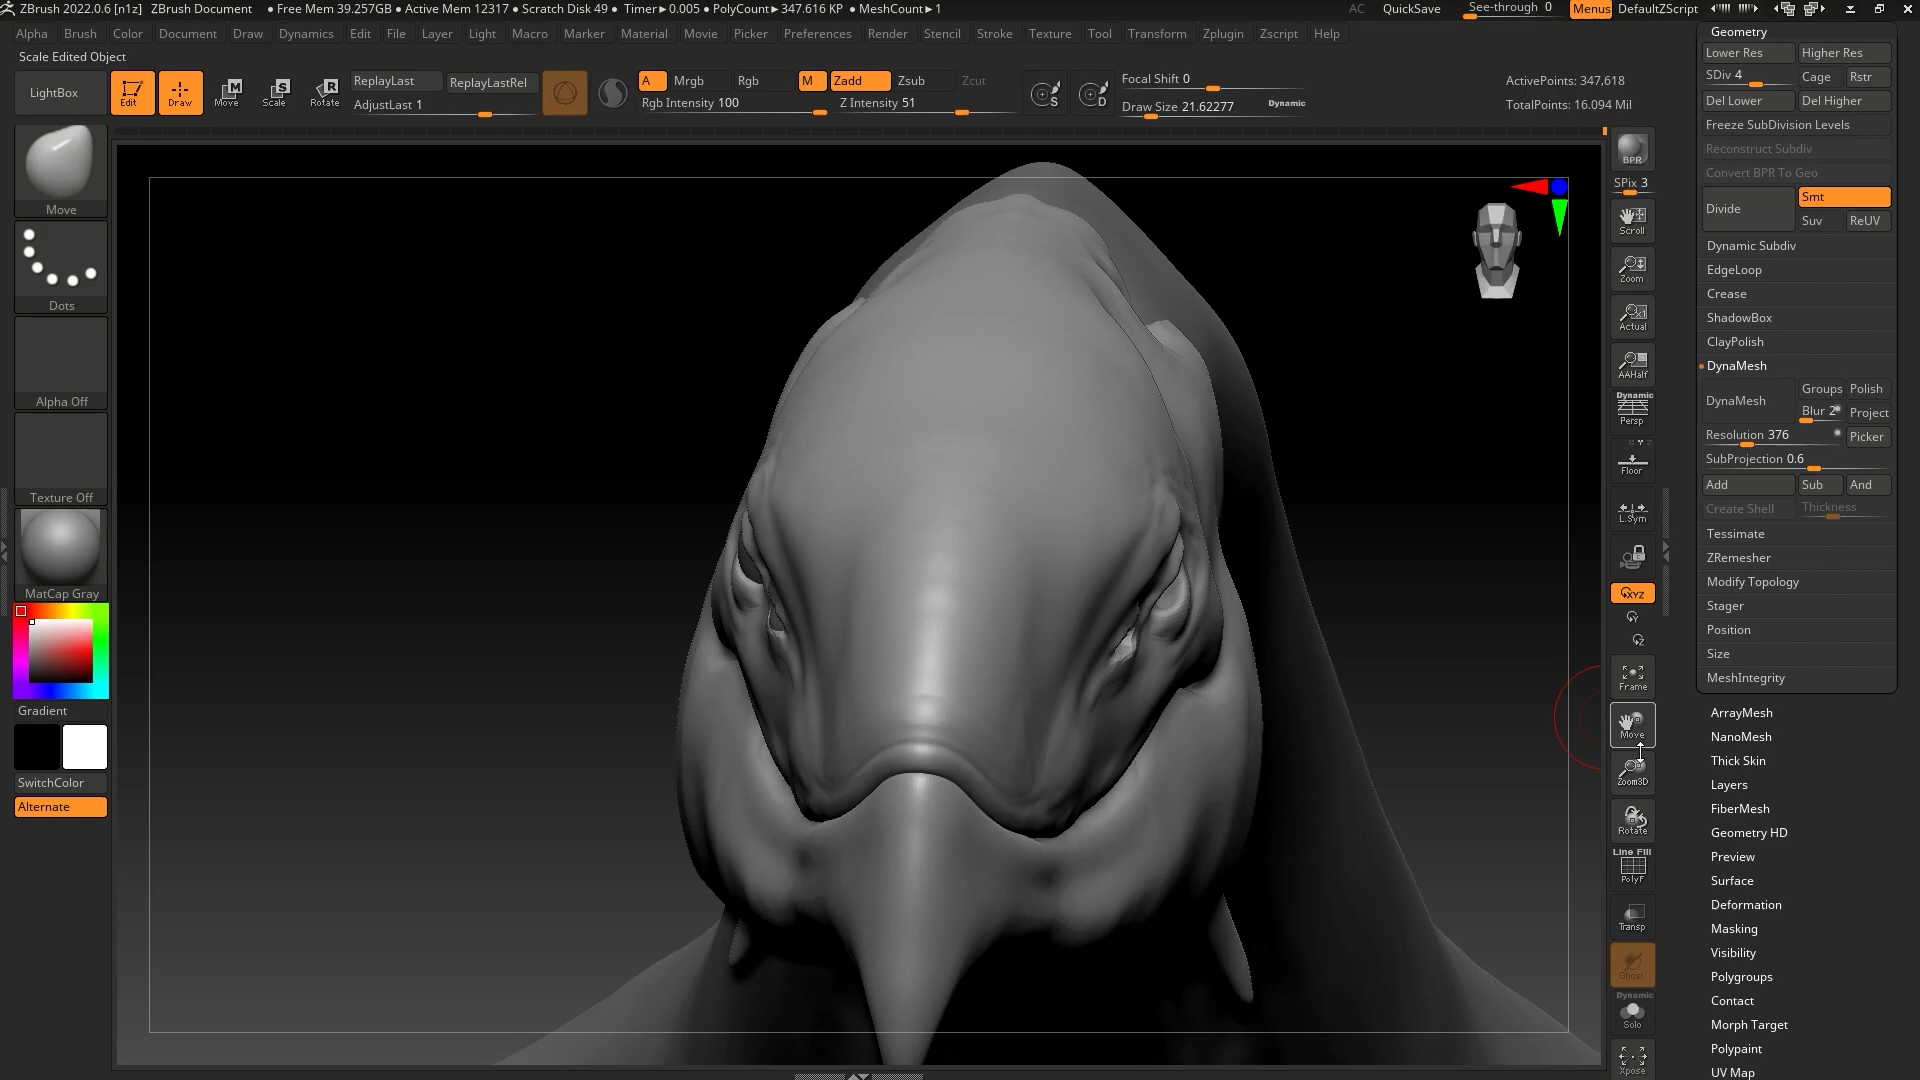 ZBrush 2022.0.6 [n1z] ZBrush Document ● Free Mem 39.257GB ● Active Mem 12317 ● Scratch Disk 49 ● Timer►0.005 ● PolyCount►347.616 KP ● MeshCount►1 AC QuickSave See-through 0 Menus DefaultZScript
Alpha Brush Color Document Draw Dynamics Edit File Layer Light Macro Marker Material Movie Picker Preferences Render Stencil Stroke Texture Tool Transform Zplugin Zscript Help
Scale Edited Object
LightBox
Edit
Draw
Move
Scale
Rotate
ReplayLast
ReplayLastRel
AdjustLast 1
A Mrgb Rgb M Zadd Zsub Zcut
Rgb Intensity 100
Z Intensity 51
S
D
Focal Shift 0
Draw Size 21.62277
Dynamic
ActivePoints: 347,618
TotalPoints: 16.094 Mil
Move
Dots
Alpha Off
Texture Off
MatCap Gray
Gradient
SwitchColor
Alternate
BPR
SPix 3
Scroll
Zoom
Actual
AAHalf
Dynamic
Persp
Floor
L.Sym
XYZ
Y
Z
Frame
Move
Zoom3D
Rotate
Line Fill
PolyF
Transp
Ghost
Dynamic
Solo
Xpose
Geometry
Lower Res Higher Res
SDiv 4 Cage Rstr
Del Lower Del Higher
Freeze SubDivision Levels
Reconstruct Subdiv
Convert BPR To Geo
Divide Smt
Suv ReUV
Dynamic Subdiv
EdgeLoop
Crease
ShadowBox
ClayPolish
DynaMesh
DynaMesh Groups Polish
Blur 2 Project
Resolution 376 Picker
SubProjection 0.6
Add Sub And
Create Shell Thickness
Tessimate
ZRemesher
Modify Topology
Stager
Position
Size
MeshIntegrity
ArrayMesh
NanoMesh
Thick Skin
Layers
FiberMesh
Geometry HD
Preview
Surface
Deformation
Masking
Visibility
Polygroups
Contact
Morph Target
Polypaint
UV Map